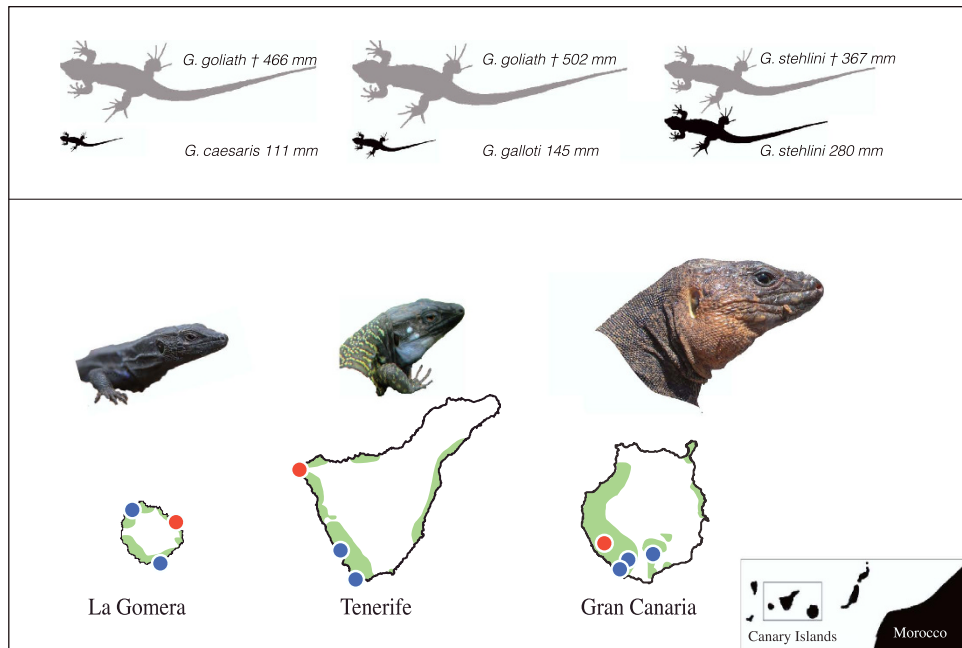 G. goliath † 466 mm
G. goliath † 502 mm
G. stehlini † 367 mm
G. caesaris 111 mm
G. galloti 145 mm
G. stehlini 280 mm
La Gomera
Tenerife
Gran Canaria
Canary Islands
Morocco